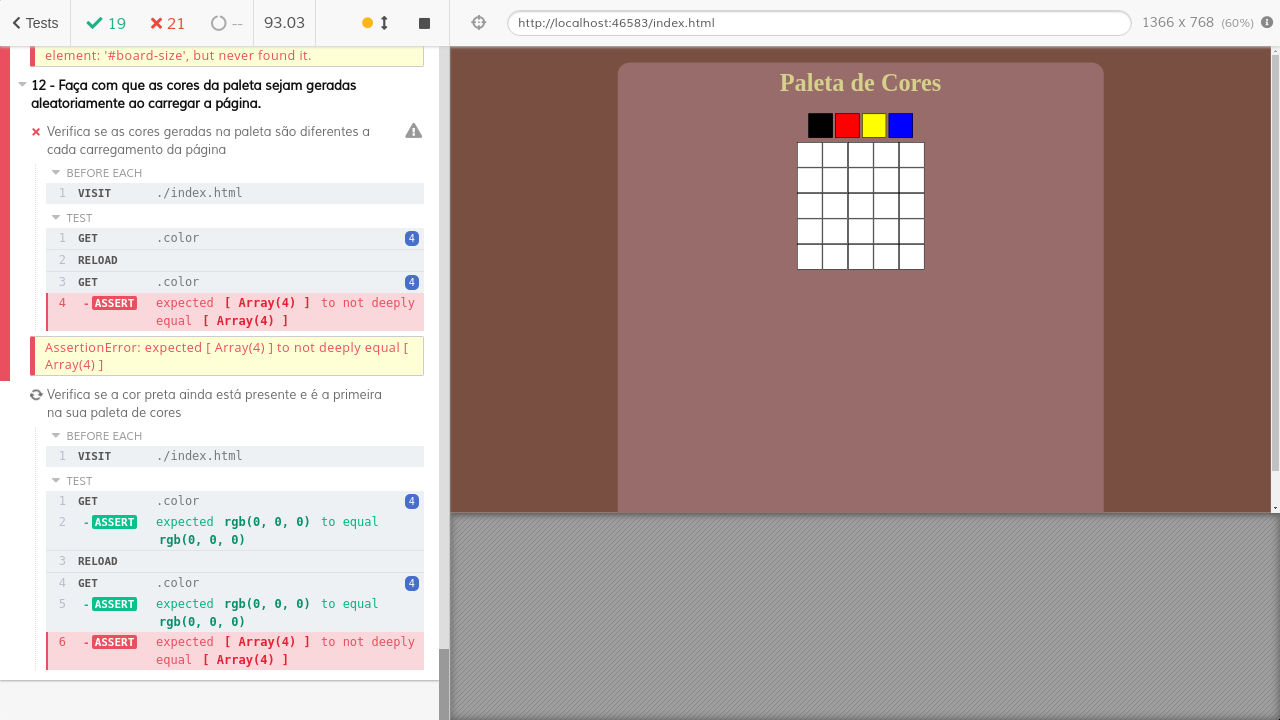 Tests
19
21
--
93.03
http://localhost:46583/index.html
1366 x 768 (60%)
element: '#board-size', but never found it.
12 - Faça com que as cores da paleta sejam geradas
aleatoriamente ao carregar a página.
Verifica se as cores geradas na paleta são diferentes a
cada carregamento da página
BEFORE EACH
1 VISIT ./index.html
TEST
1 GET .color 4
2 RELOAD
3 GET .color 4
4 -ASSERT expected [ Array(4) ] to not deeply
equal [ Array(4) ]
AssertionError: expected [ Array(4) ] to not deeply equal [
Array(4) ]
Verifica se a cor preta ainda está presente e é a primeira
na sua paleta de cores
BEFORE EACH
1 VISIT ./index.html
TEST
1 GET .color 4
2 -ASSERT expected rgb(0, 0, 0) to equal
rgb(0, 0, 0)
3 RELOAD
4 GET .color 4
5 -ASSERT expected rgb(0, 0, 0) to equal
rgb(0, 0, 0)
6 -ASSERT expected [ Array(4) ] to not deeply
equal [ Array(4) ]
Paleta de Cores